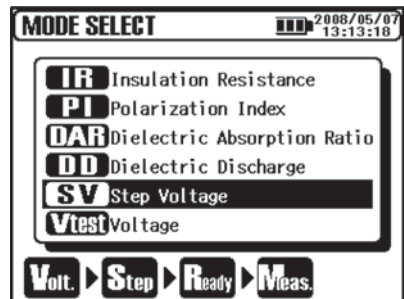 MODE SELECT 2008/05/07
13:13:18
IR Insulation Resistance
PI Polarization Index
DAR Dielectric Absorption Ratio
DD Dielectric Discharge
SV Step Voltage
Vtest Voltage
Volt. Step Ready Meas.